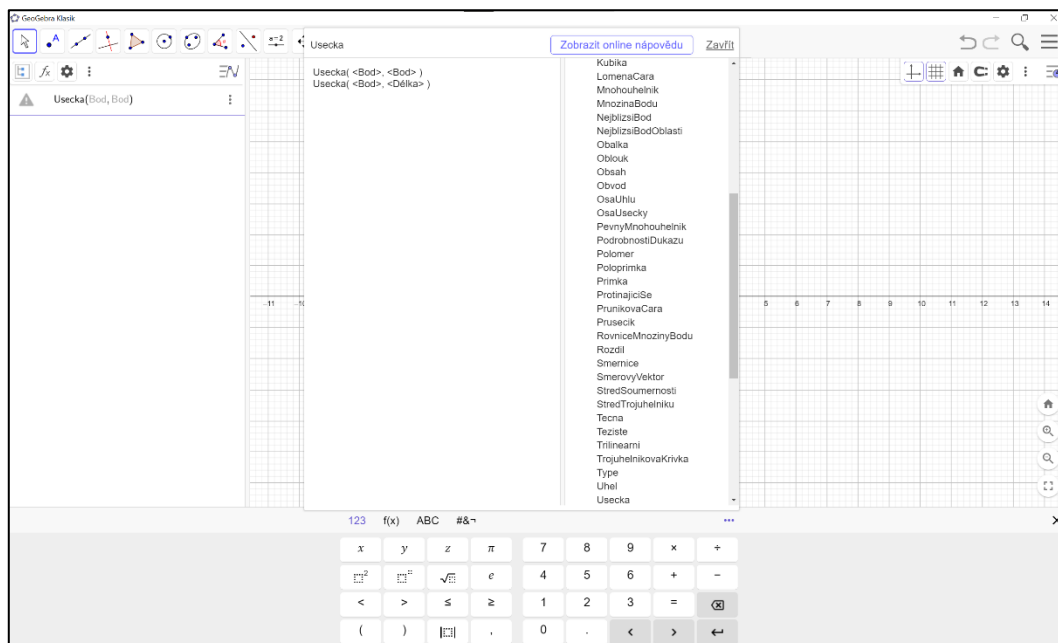 GeoGebra Klasik
Usecka
Zobrazit online nápovědu
Zavřít
Usecka(Bod, Bod)
Usecka( <Bod>, <Bod> )
Usecka( <Bod>, <Délka> )
Kubika
LomenaCara
Mnohouhelnik
MnozinaBodu
NejblizsiBod
NejblizsiBodOblasti
Obalka
Oblouk
Obsah
Obvod
OsaUhlu
OsaUsecky
PevnyMnohouhelnik
PodrobnostiDukazu
Polomer
Poloprimka
Primka
ProtinajiciSe
PrunikovaCara
Prusecik
RovniceMnozinyBodu
Rozdil
Smernice
SmerovyVektor
StredSoumernosti
StredTrojuhelniku
Tecna
Teziste
Trilinearni
TrojuhelnikovaKrivka
Type
Uhel
Usecka
-11 5 6 7 8 9 10 11 12 13 14
123 f(x) ABC #&¬
x y z π 7 8 9 × ÷
e 4 5 6 + −
< > ≤ ≥ 1 2 3 =
( ) , 0 . < >